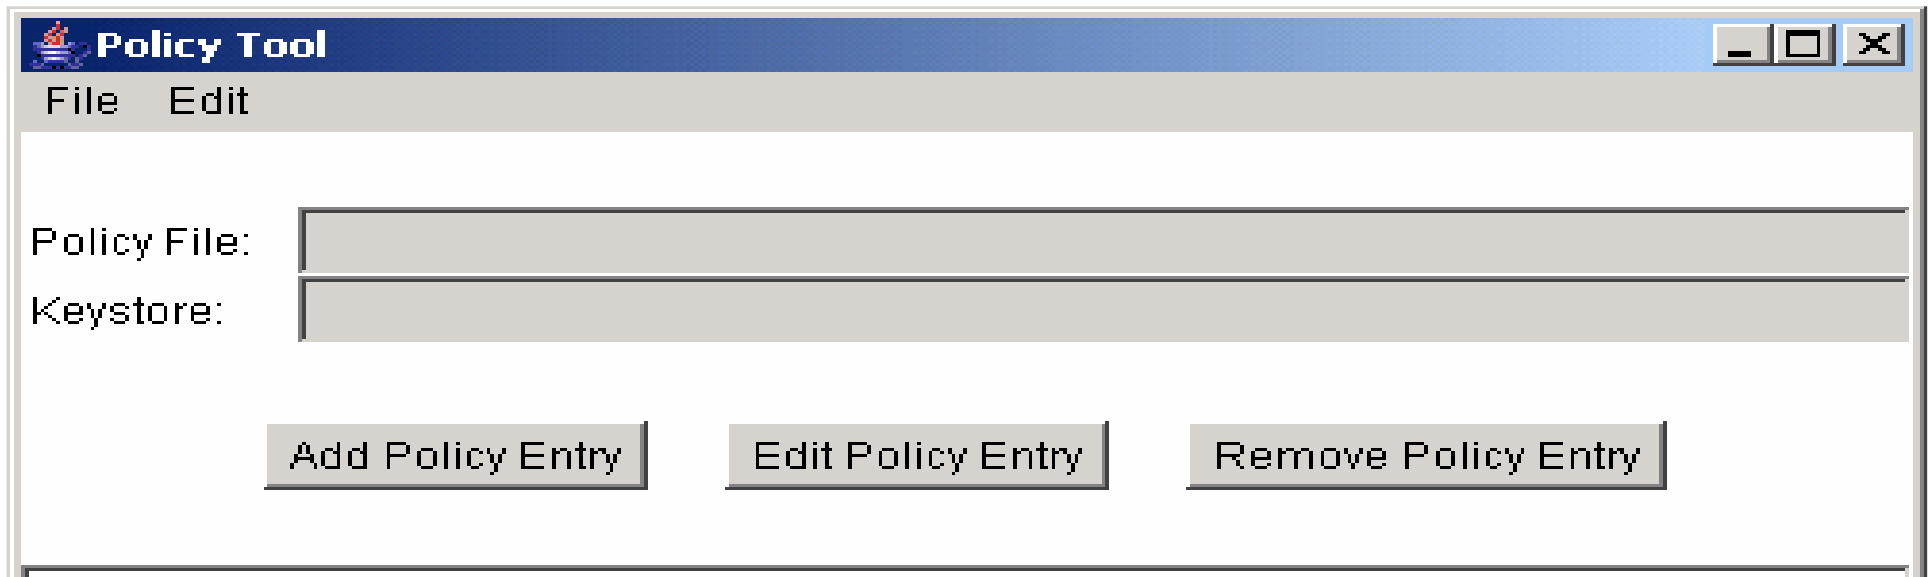 Policy Tool
File Edit
Policy File:
Keystore:
Add Policy Entry Edit Policy Entry Remove Policy Entry